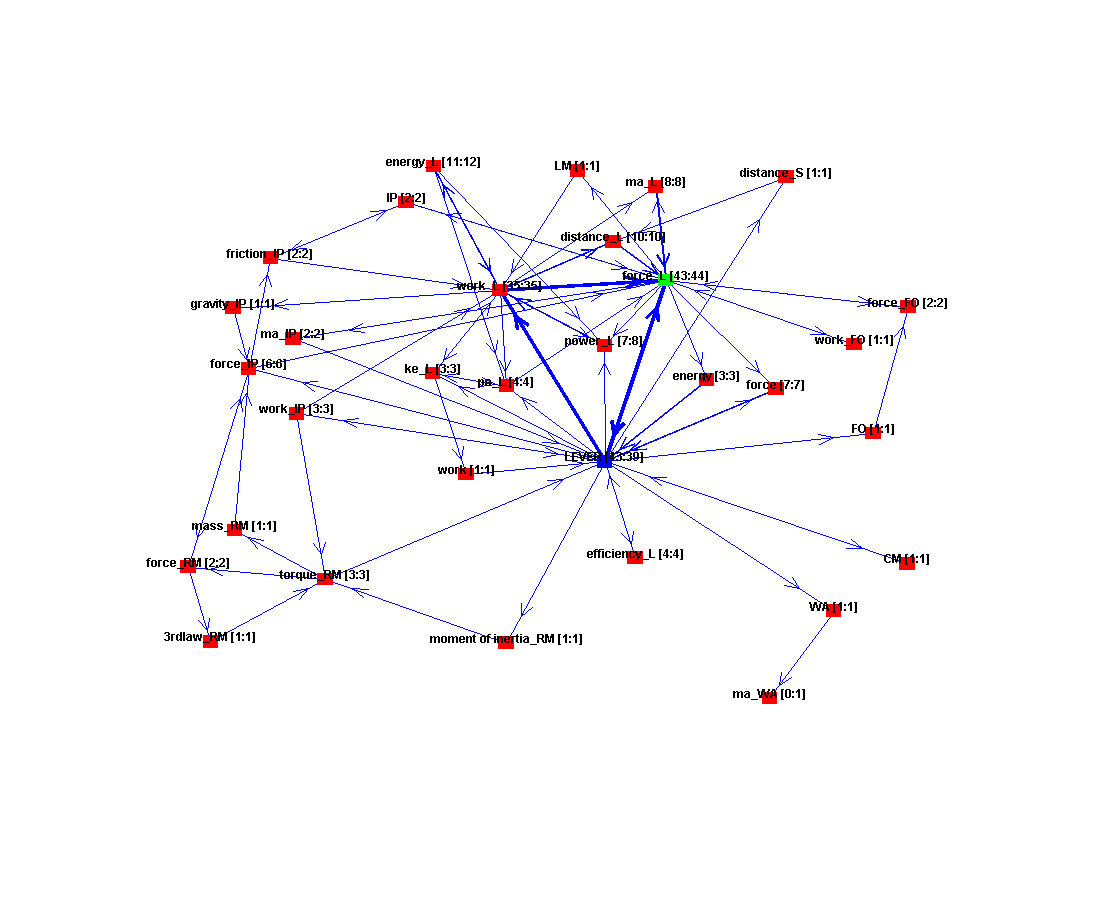 energy_L [11:12]
LM [1:1]
distance_S [1:1]
ma_L [8:8]
IP [2:2]
distance_L [10:10]
friction_IP [2:2]
force_L [43:44]
work_L [35:35]
gravity_IP [1:1]
force_FO [2:2]
ma_IP [2:2]
power_L [7:8]
work_FO [1:1]
force_IP [6:6]
ke_L [3:3]
pe_L [4:4]
energy [3:3]
force [7:7]
work_IP [3:3]
FO [1:1]
LEVER [43:39]
work [1:1]
mass_RM [1:1]
efficiency_L [4:4]
force_RM [2:2]
CM [1:1]
torque_RM [3:3]
WA [1:1]
3rdlaw_RM [1:1]
moment of inertia_RM [1:1]
ma_WA [0:1]